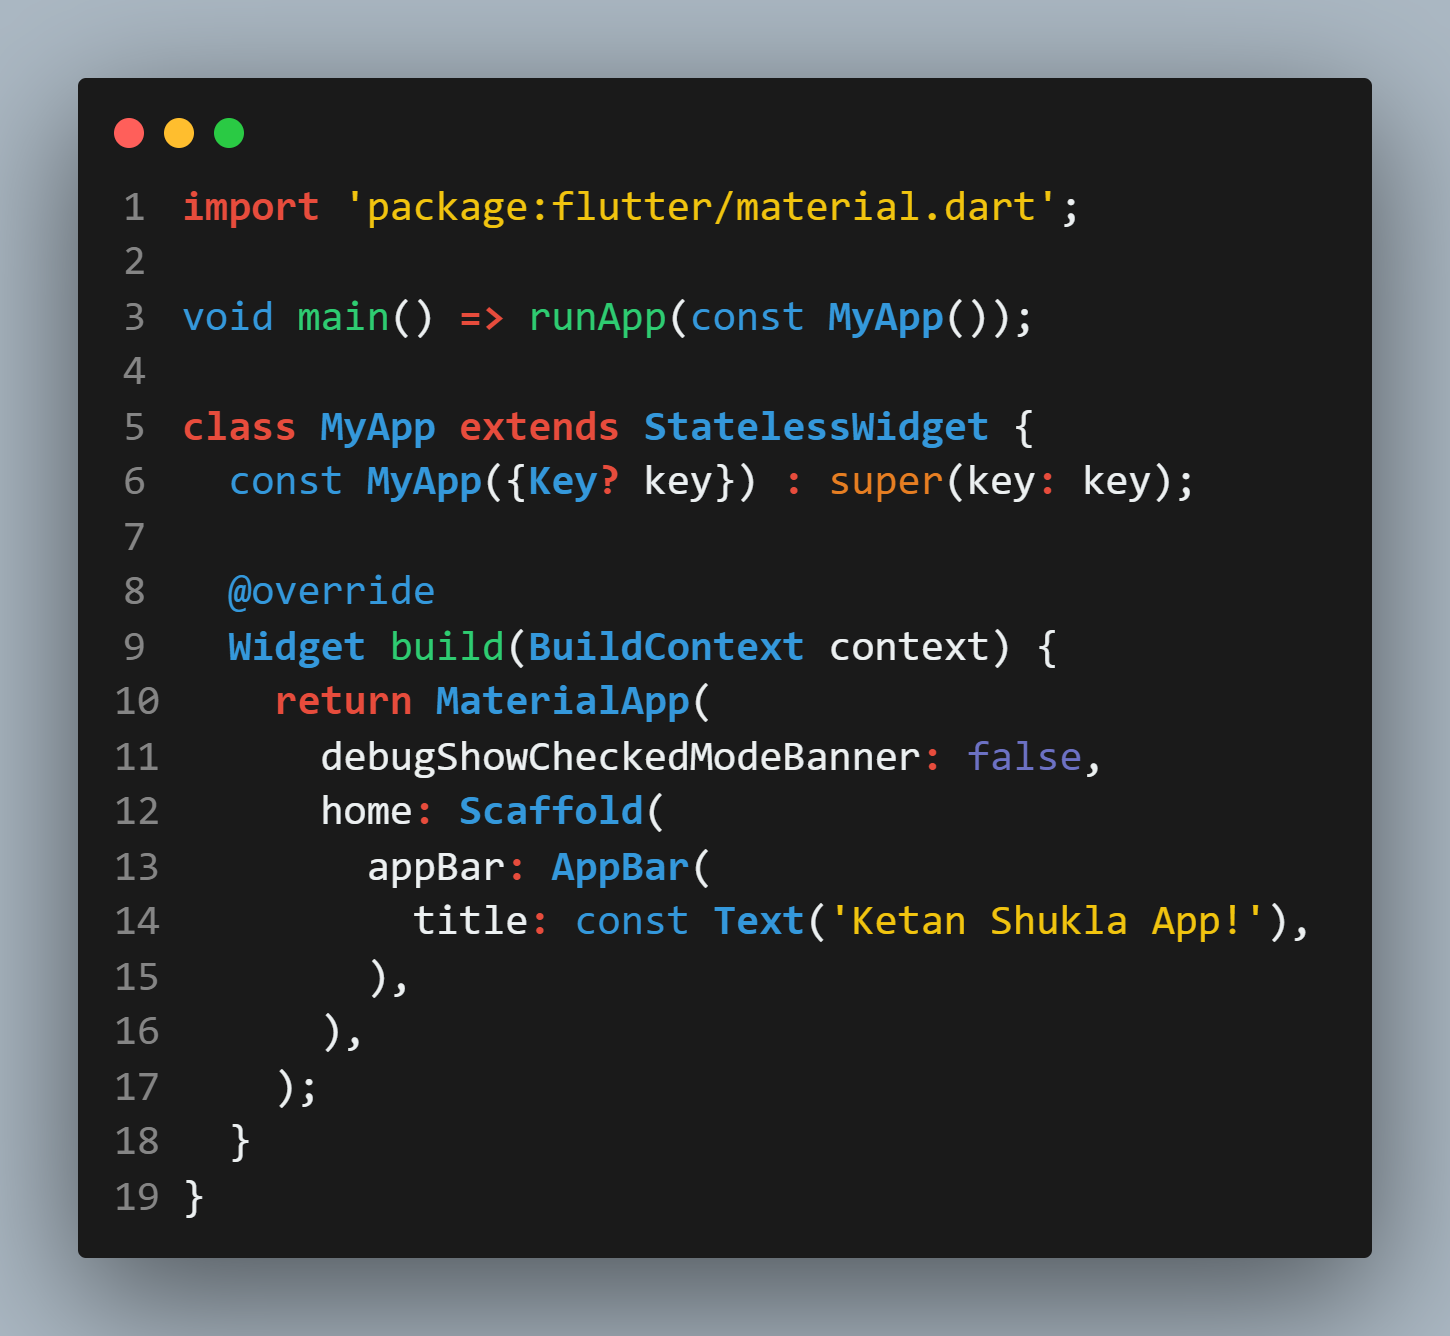 1 import 'package:flutter/material.dart';
2
3 void main() => runApp(const MyApp());
4
5 class MyApp extends StatelessWidget {
6   const MyApp({Key? key}) : super(key: key);
7
8   @override
9   Widget build(BuildContext context) {
10     return MaterialApp(
11       debugShowCheckedModeBanner: false,
12       home: Scaffold(
13         appBar: AppBar(
14           title: const Text('Ketan Shukla App!'),
15         ),
16       ),
17     );
18   }
19 }